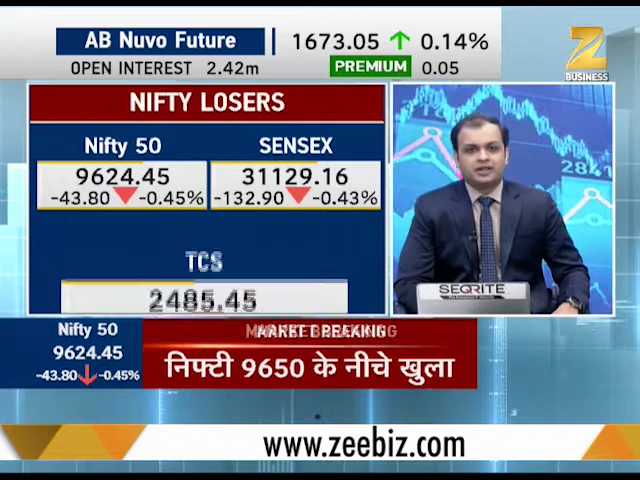 AB Nuvo Future
1673.05 ↑ 0.14%
OPEN INTEREST 2.42m
PREMIUM 0.05
Z
BUSINESS
NIFTY LOSERS
Nifty 50
9624.45
-43.80 -0.45%
SENSEX
31129.16
-132.90 -0.43%
TCS
2485.45
SEQRITE
Nifty 50
9624.45
-43.80 -0.45%
MARKET BREAKING
निफ्टी 9650 के नीचे खुला
www.zeebiz.com